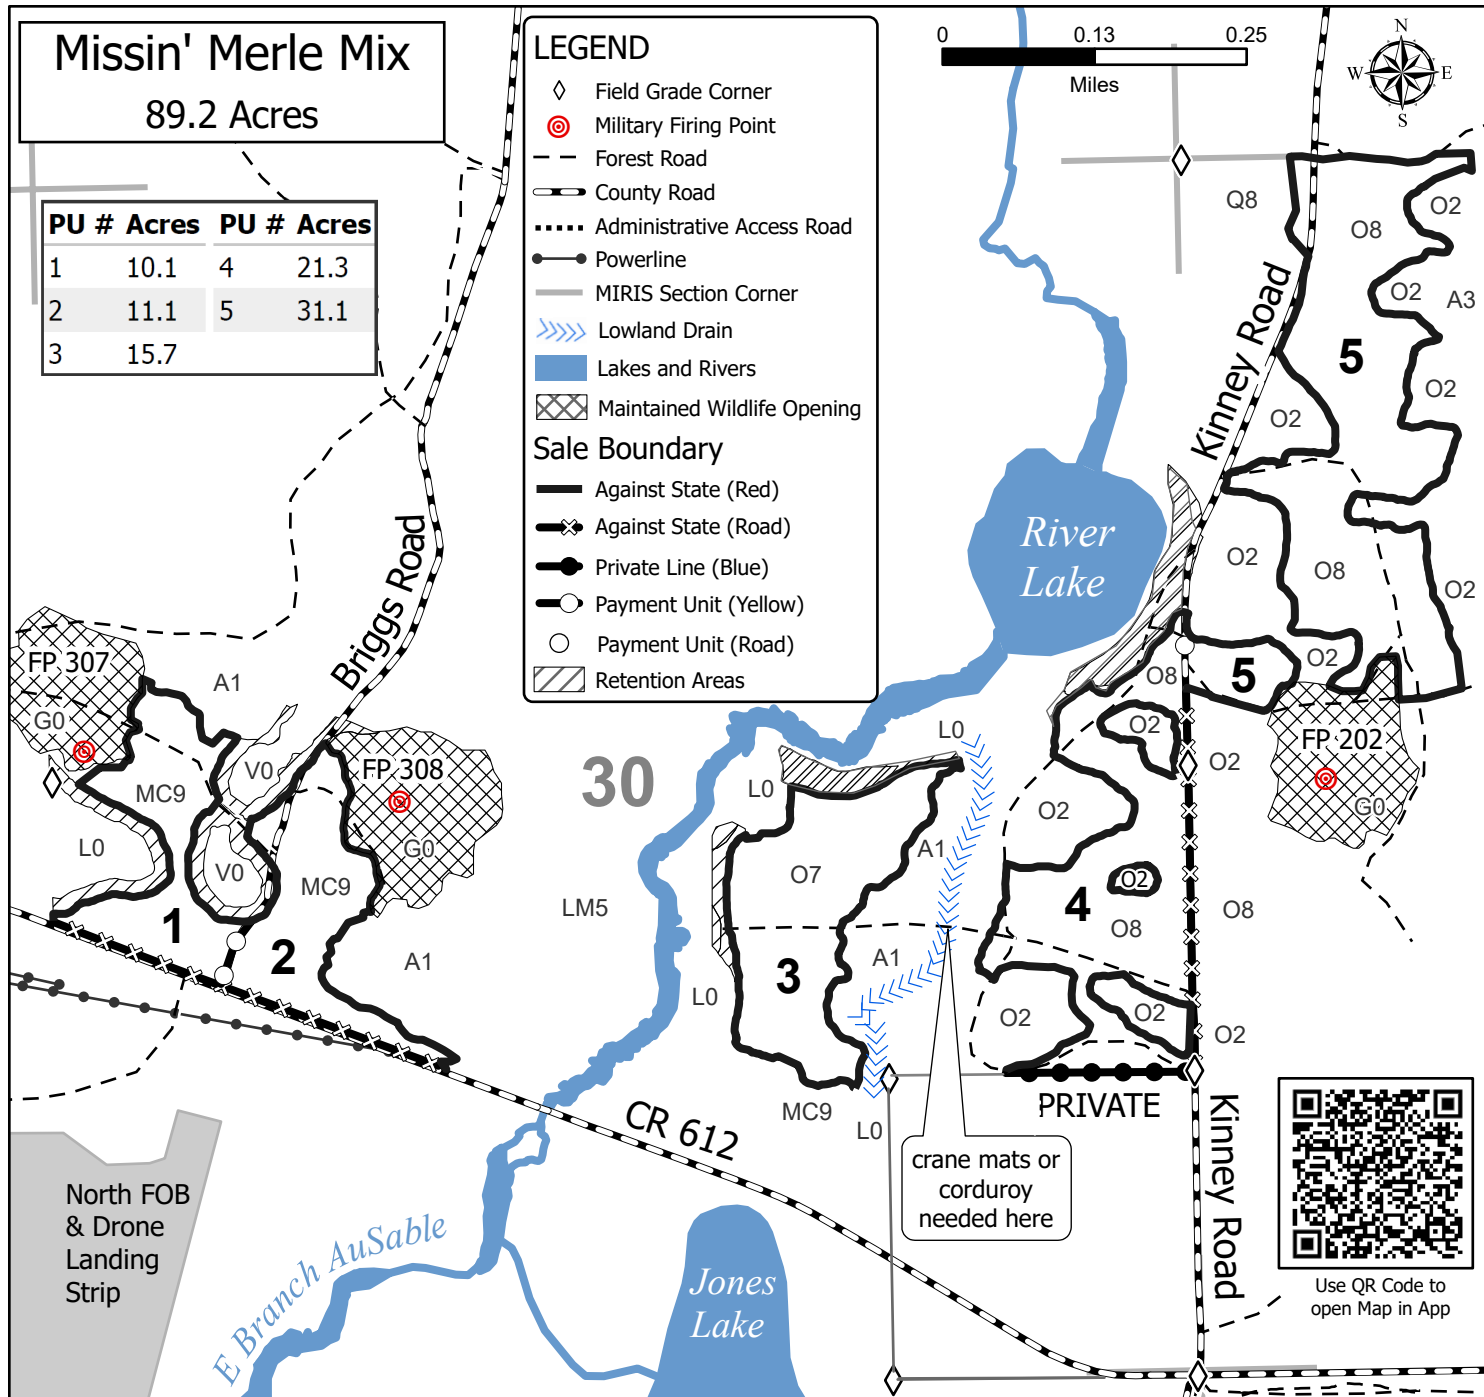 Missin' Merle Mix
89.2 Acres
PU # Acres PU # Acres
1 10.1 4 21.3
2 11.1 5 31.1
3 15.7
LEGEND
Field Grade Corner
Military Firing Point
Forest Road
County Road
Administrative Access Road
Powerline
MIRIS Section Corner
Lowland Drain
Lakes and Rivers
Maintained Wildlife Opening
Sale Boundary
Against State (Red)
Against State (Road)
Private Line (Blue)
Payment Unit (Yellow)
Payment Unit (Road)
Retention Areas
0 0.13 0.25
Miles
N
W E
S
Q8
O8
O2
O2
A3
5
O2
O2
Kinney Road
River
Lake
O2
O8
O2
O2
O8
5
O2
FP 202
G0
O2
Briggs Road
FP 307
G0
A1
V0
MC9
L0
V0
FP 308
G0
MC9
1
2
A1
30
L0
L0
O7
A1
LM5
3
A1
L0
MC9
L0
O2
O2
4
O8
O8
O2
O2
O2
PRIVATE
crane mats or
corduroy
needed here
CR 612
Kinney Road
North FOB
& Drone
Landing
Strip
E Branch AuSable
Jones
Lake
Use QR Code to
open Map in App